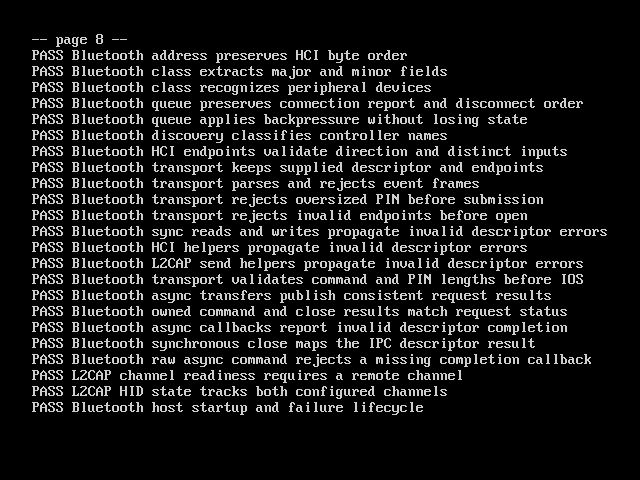 -- page 8 --
PASS Bluetooth address preserves HCI byte order
PASS Bluetooth class extracts major and minor fields
PASS Bluetooth class recognizes peripheral devices
PASS Bluetooth queue preserves connection report and disconnect order
PASS Bluetooth queue applies backpressure without losing state
PASS Bluetooth discovery classifies controller names
PASS Bluetooth HCI endpoints validate direction and distinct inputs
PASS Bluetooth transport keeps supplied descriptor and endpoints
PASS Bluetooth transport parses and rejects event frames
PASS Bluetooth transport rejects oversized PIN before submission
PASS Bluetooth transport rejects invalid endpoints before open
PASS Bluetooth sync reads and writes propagate invalid descriptor errors
PASS Bluetooth HCI helpers propagate invalid descriptor errors
PASS Bluetooth L2CAP send helpers propagate invalid descriptor errors
PASS Bluetooth transport validates command and PIN lengths before IOS
PASS Bluetooth async transfers publish consistent request results
PASS Bluetooth owned command and close results match request status
PASS Bluetooth async callbacks report invalid descriptor completion
PASS Bluetooth synchronous close maps the IPC descriptor result
PASS Bluetooth raw async command rejects a missing completion callback
PASS L2CAP channel readiness requires a remote channel
PASS L2CAP HID state tracks both configured channels
PASS Bluetooth host startup and failure lifecycle